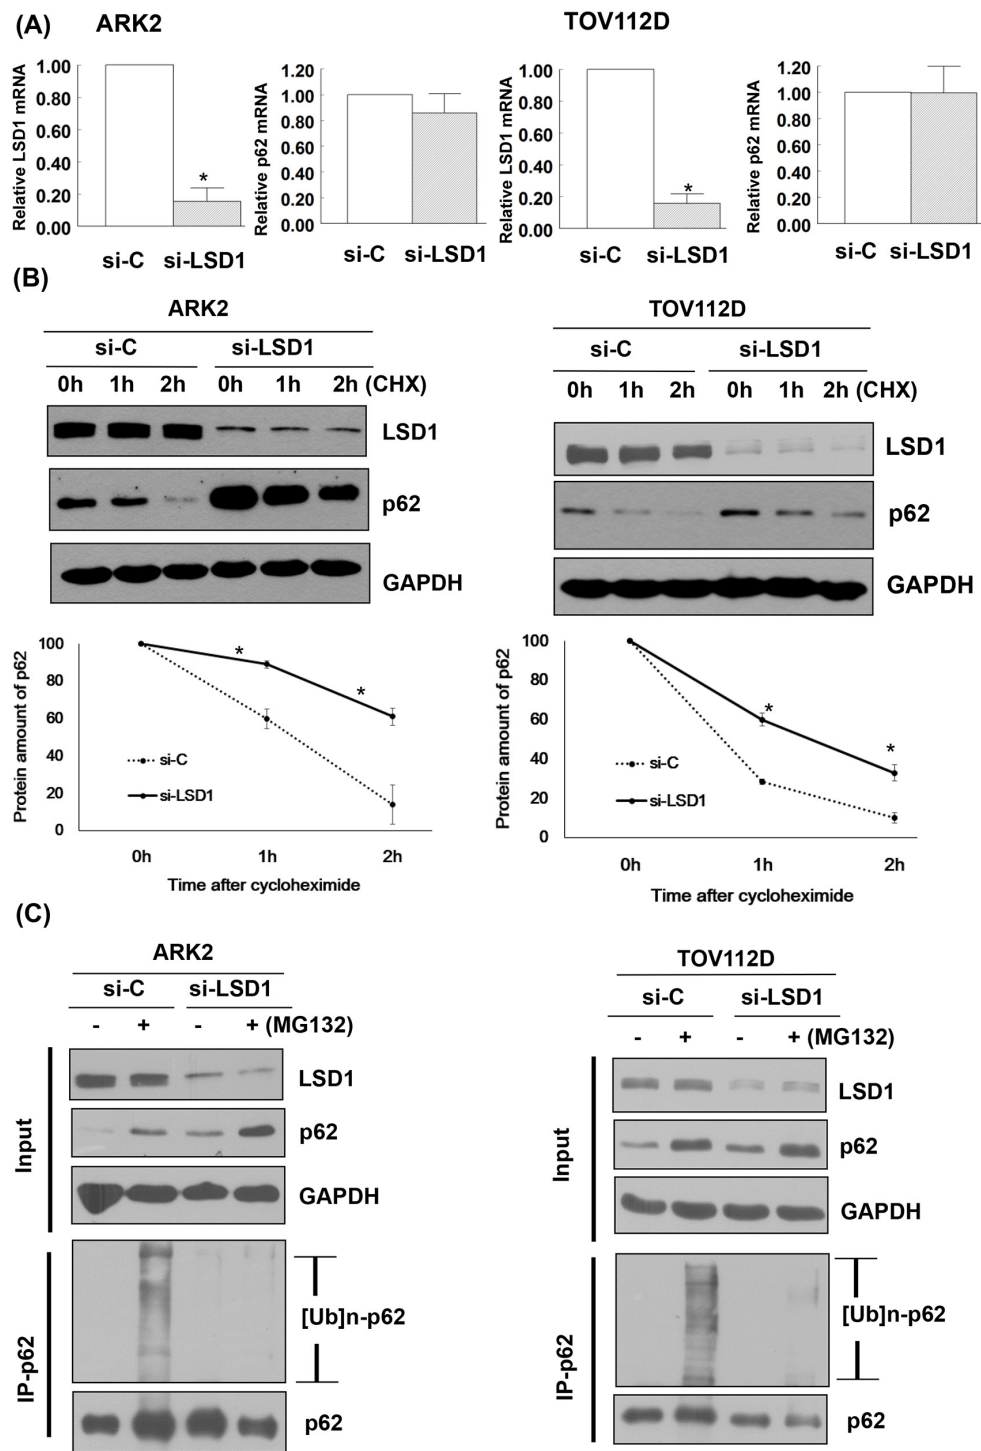 (A)
ARK2
TOV112D
Relative LSD1 mRNA
1.00
0.80
0.60
0.40
0.20
0.00
*
si-C si-LSD1
Relative p62 mRNA
1.20
1.00
0.80
0.60
0.40
0.20
0.00
si-C si-LSD1
Relative LSD1 mRNA
1.00
0.80
0.60
0.40
0.20
0.00
*
si-C si-LSD1
Relative p62 mRNA
1.20
1.00
0.80
0.60
0.40
0.20
0.00
si-C si-LSD1
(B)
ARK2
si-C si-LSD1
0h 1h 2h 0h 1h 2h (CHX)
LSD1
p62
GAPDH
Protein amount of p62
100
80
60
40
20
0
*
*
si-C
si-LSD1
0h 1h 2h
Time after cycloheximide
TOV112D
si-C si-LSD1
0h 1h 2h 0h 1h 2h (CHX)
LSD1
p62
GAPDH
Protein amount of p62
100
80
60
40
20
0
*
*
si-C
si-LSD1
0h 1h 2h
Time after cycloheximide
(C)
ARK2
si-C si-LSD1
- + - + (MG132)
Input
LSD1
p62
GAPDH
IP-p62
[Ub]n-p62
p62
TOV112D
si-C si-LSD1
- + - + (MG132)
Input
LSD1
p62
GAPDH
IP-p62
[Ub]n-p62
p62